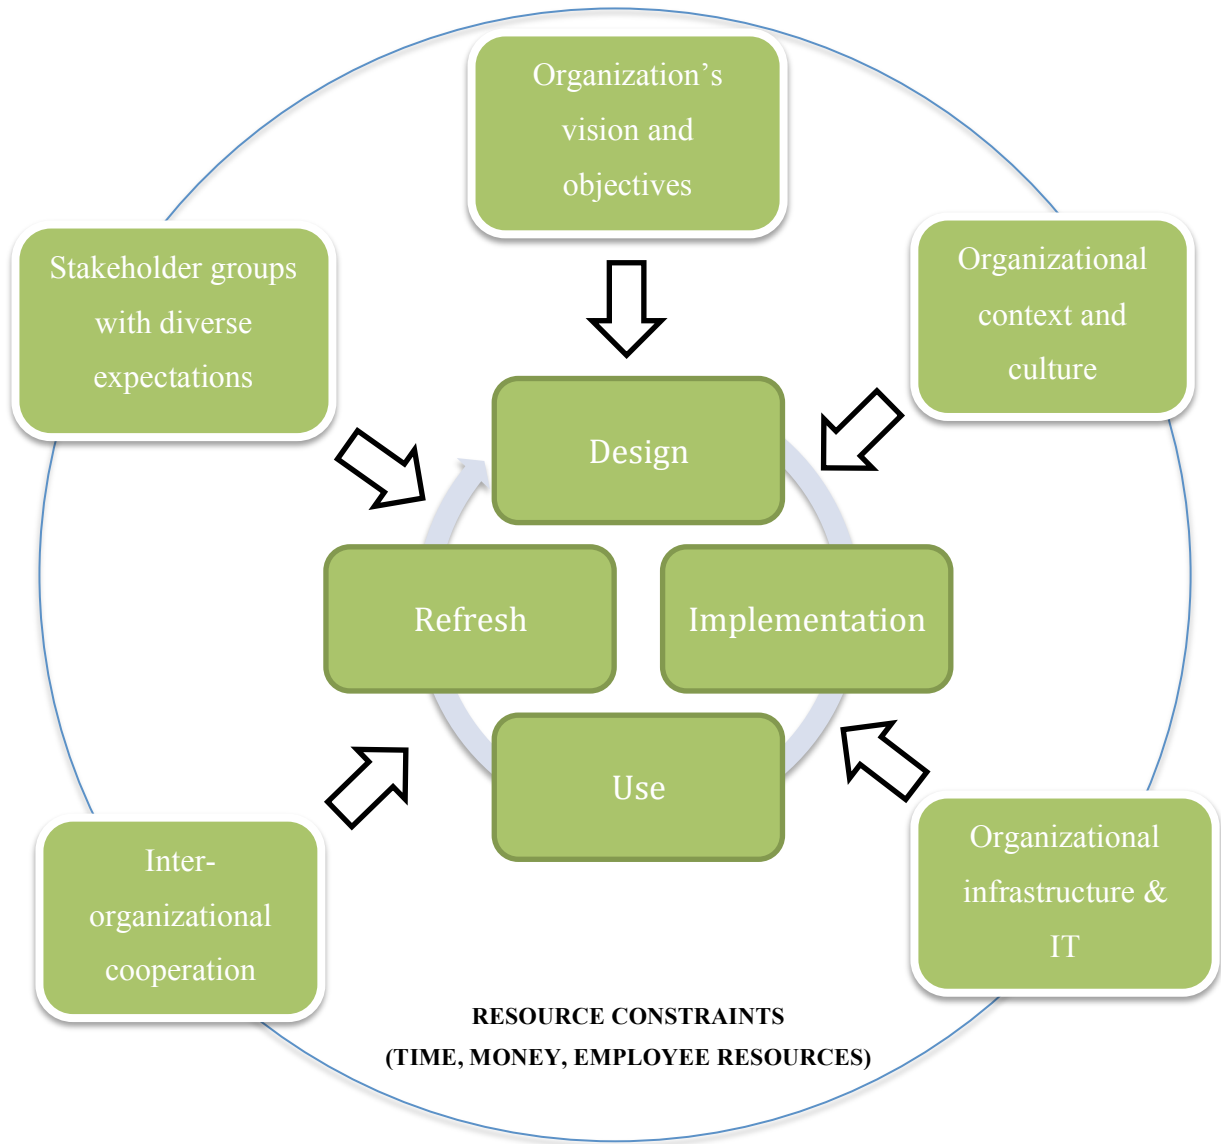 Organization’s
vision and
objectives
Stakeholder groups
with diverse
expectations
Organizational
context and
culture
Design
Refresh
Implementation
Use
Inter-
organizational
cooperation
Organizational
infrastructure &
IT
RESOURCE CONSTRAINTS
(TIME, MONEY, EMPLOYEE RESOURCES)